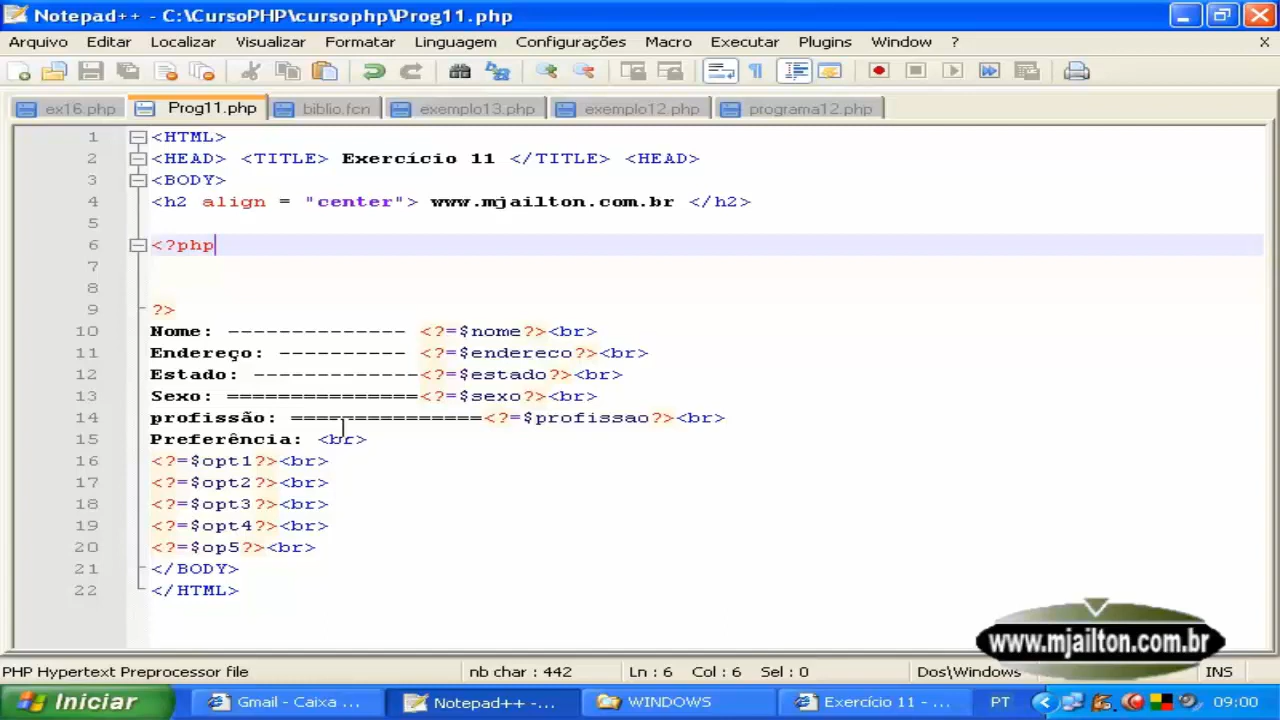 Notepad++ - C:\CursoPHP\cursophp\Prog11.php
Arquivo Editar Localizar Visualizar Formatar Linguagem Configurações Macro Executar Plugins Window ? X
ex16.php Prog11.php biblio.fcn exemplo13.php exemplo12.php programa12.php
1 <HTML>
2 <HEAD> <TITLE> Exercício 11 </TITLE> <HEAD>
3 <BODY>
4 <h2 align = "center"> www.mjailton.com.br </h2>
5
6 <?php
7
8
9 ?>
10 Nome: -------------- <?=$nome?><br>
11 Endereço: ---------- <?=$endereco?><br>
12 Estado: -------------<?=$estado?><br>
13 Sexo: ===============<?=$sexo?><br>
14 profissão: ===============<?=$profissao?><br>
15 Preferência: <br>
16 <?=$opt1?><br>
17 <?=$opt2?><br>
18 <?=$opt3?><br>
19 <?=$opt4?><br>
20 <?=$op5?><br>
21 </BODY>
22 </HTML>
www.mjailton.com.br
PHP Hypertext Preprocessor file nb char : 442 Ln : 6 Col : 6 Sel : 0 Dos\Windows INS
Iniciar Gmail - Caixa ... Notepad++ -... WINDOWS Exercício 11 - ... PT 09:00